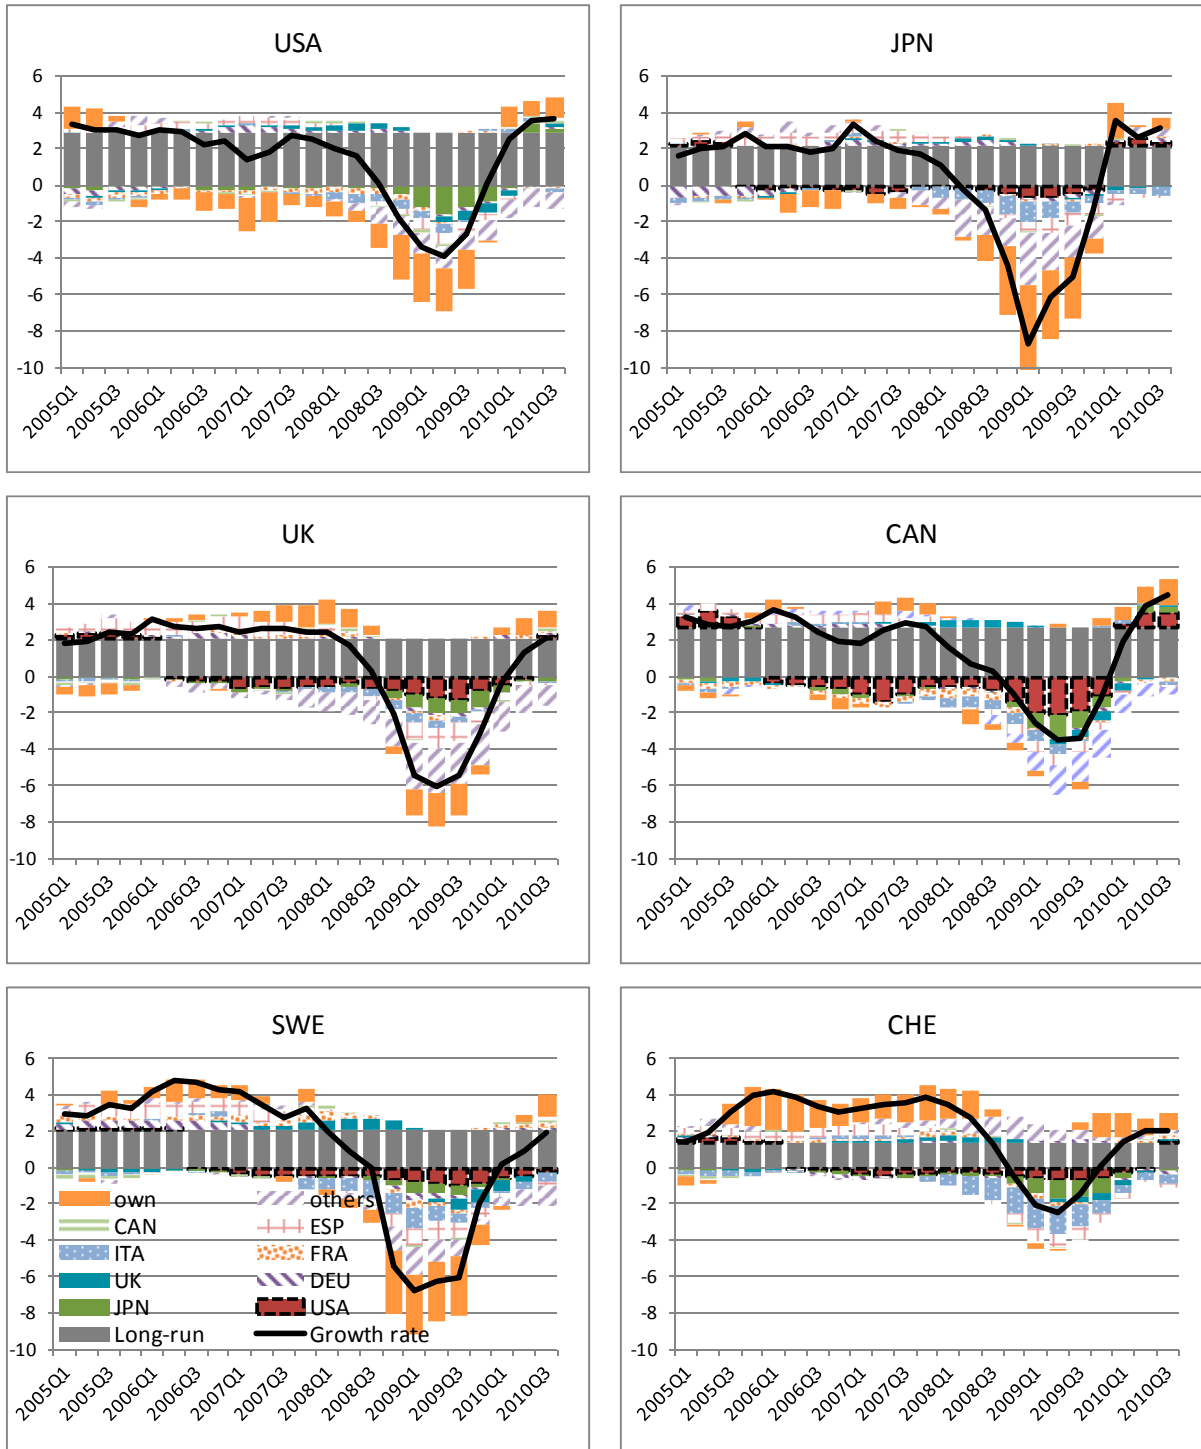 USA
6
4
2
0
-2
-4
-6
-8
-10
2005Q1
2005Q3
2006Q1
2006Q3
2007Q1
2007Q3
2008Q1
2008Q3
2009Q1
2009Q3
2010Q1
2010Q3
JPN
6
4
2
0
-2
-4
-6
-8
-10
2005Q1
2005Q3
2006Q1
2006Q3
2007Q1
2007Q3
2008Q1
2008Q3
2009Q1
2009Q3
2010Q1
2010Q3
UK
6
4
2
0
-2
-4
-6
-8
-10
2005Q1
2005Q3
2006Q1
2006Q3
2007Q1
2007Q3
2008Q1
2008Q3
2009Q1
2009Q3
2010Q1
2010Q3
CAN
6
4
2
0
-2
-4
-6
-8
-10
2005Q1
2005Q3
2006Q1
2006Q3
2007Q1
2007Q3
2008Q1
2008Q3
2009Q1
2009Q3
2010Q1
2010Q3
SWE
6
4
2
0
-2
-4
-6
-8
-10
own others
CAN ESP
ITA FRA
UK DEU
JPN USA
Long-run Growth rate
2005Q1
2005Q3
2006Q1
2006Q3
2007Q1
2007Q3
2008Q1
2008Q3
2009Q1
2009Q3
2010Q1
2010Q3
CHE
6
4
2
0
-2
-4
-6
-8
-10
2005Q1
2005Q3
2006Q1
2006Q3
2007Q1
2007Q3
2008Q1
2008Q3
2009Q1
2009Q3
2010Q1
2010Q3